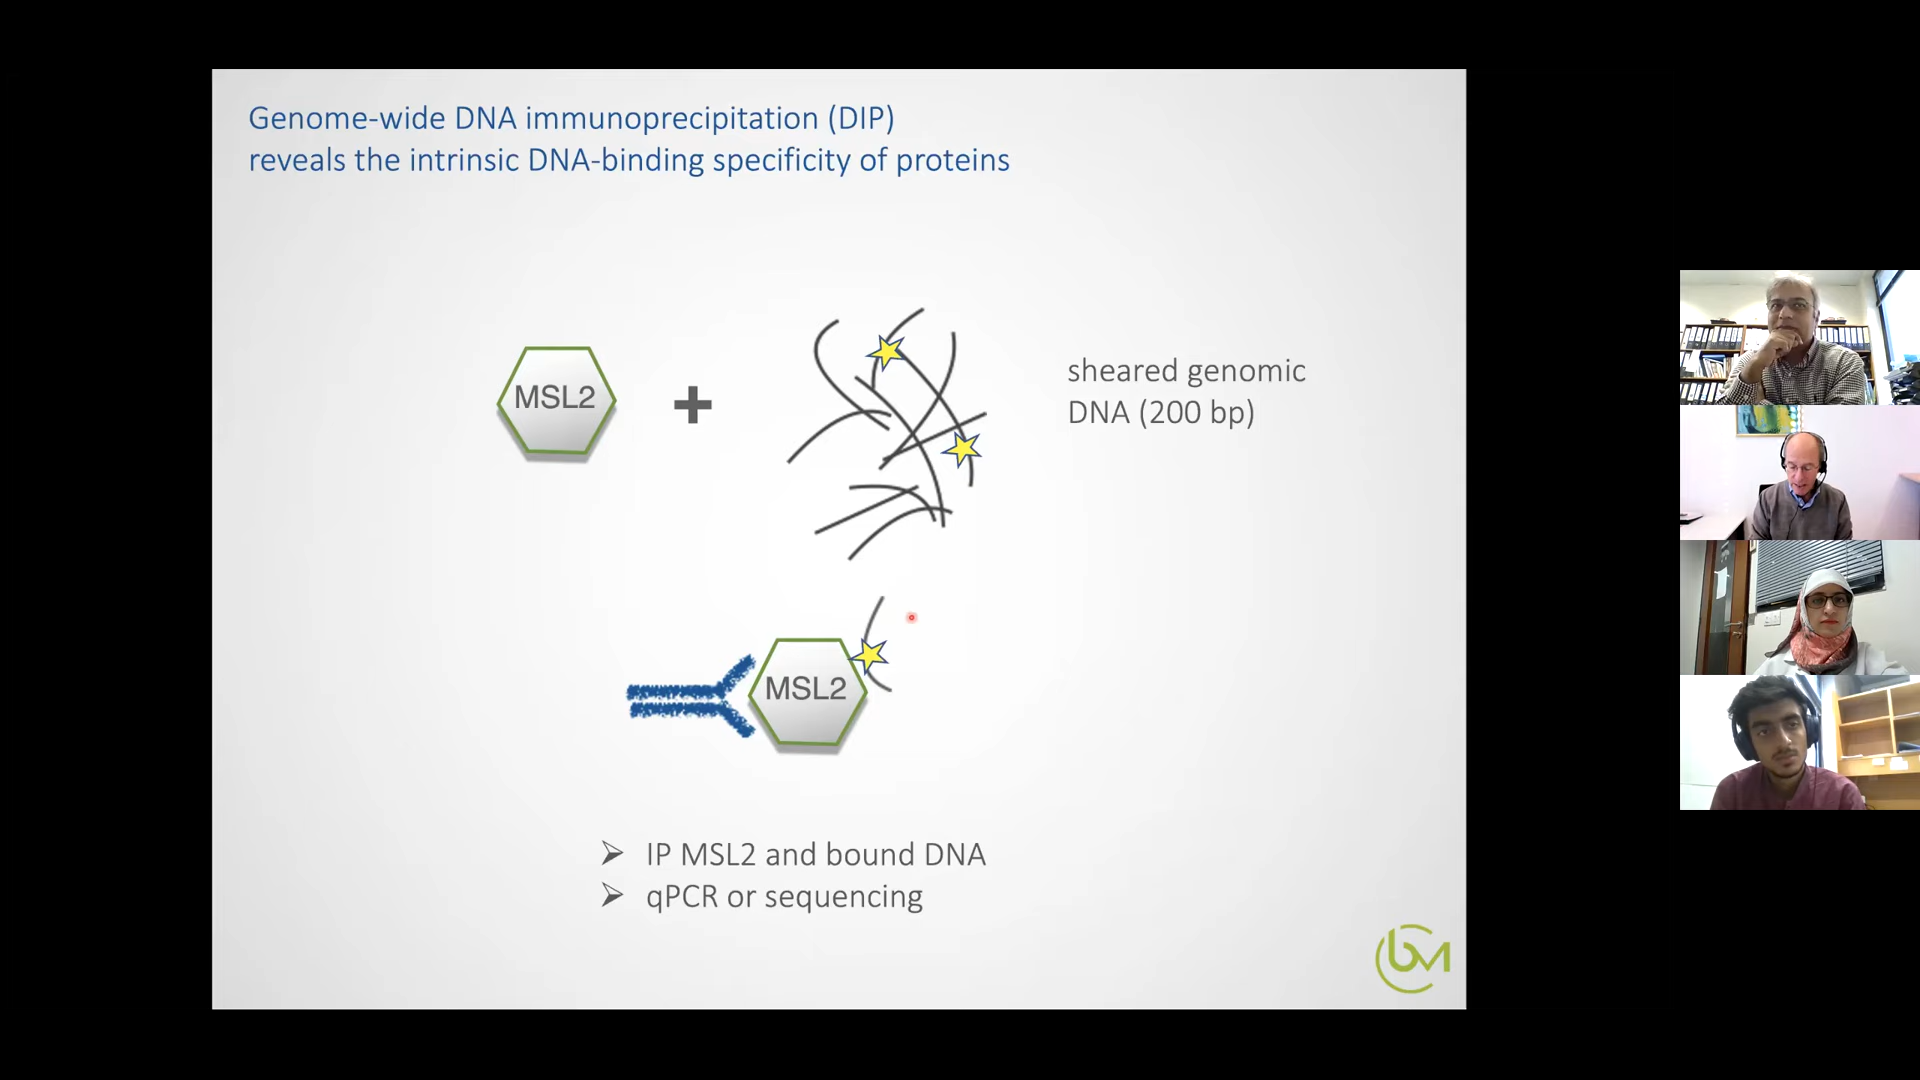 Genome-wide DNA immunoprecipitation (DIP)
reveals the intrinsic DNA-binding specificity of proteins
MSL2
sheared genomic
DNA (200 bp)
MSL2
IP MSL2 and bound DNA
qPCR or sequencing
bM